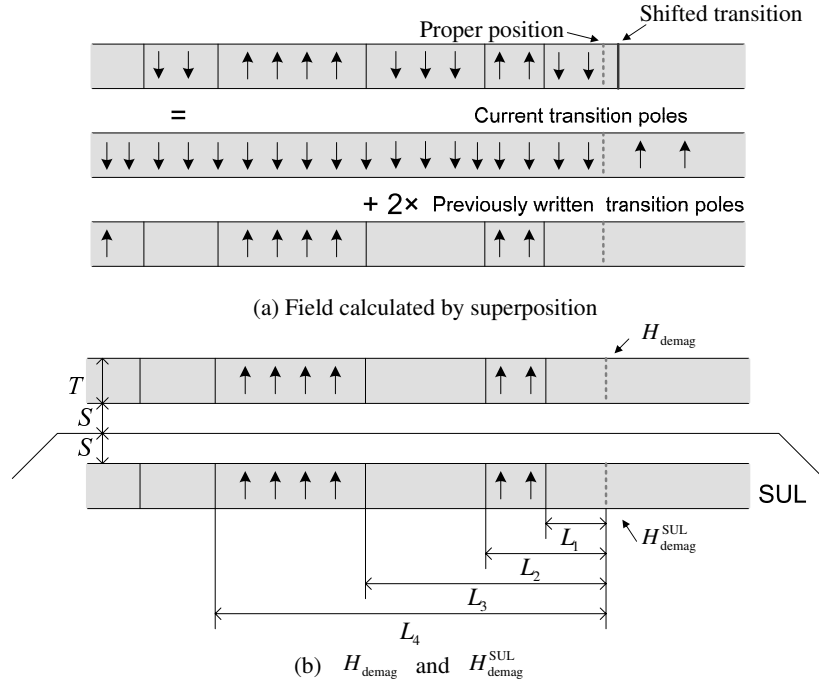 Shifted transition
Proper position
=
Current transition poles
+ 2× Previously written transition poles
(a) Field calculated by superposition
H_demag
T
S
S
SUL
H_demag^SUL
L_1
L_2
L_3
L_4
(b) H_demag and H_demag^SUL